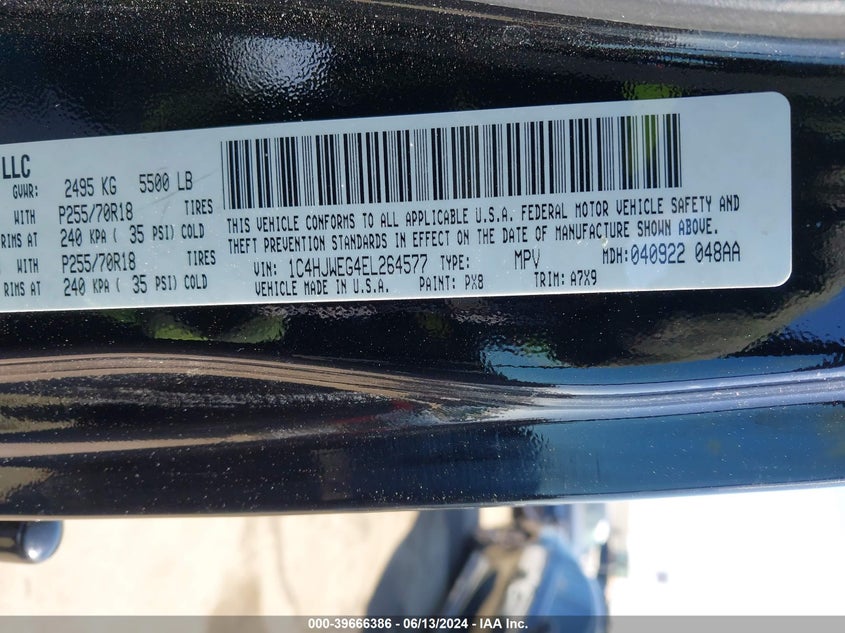 LLC
GVWR: 2495 KG 5500 LB
WITH P255/70R18 TIRES
RIMS AT 240 KPA ( 35 PSI) COLD
WITH P255/70R18 TIRES
RIMS AT 240 KPA ( 35 PSI) COLD
THIS VEHICLE CONFORMS TO ALL APPLICABLE U.S.A. FEDERAL MOTOR VEHICLE SAFETY AND
THEFT PREVENTION STANDARDS IN EFFECT ON THE DATE OF MANUFACTURE SHOWN ABOVE.
VIN: 1C4HJWEG4EL264577 TYPE: MPV MDH: 040922 048AA
VEHICLE MADE IN U.S.A. PAINT: PX8 TRIM: A7X9
000-39666386 - 06/13/2024 - IAA Inc.